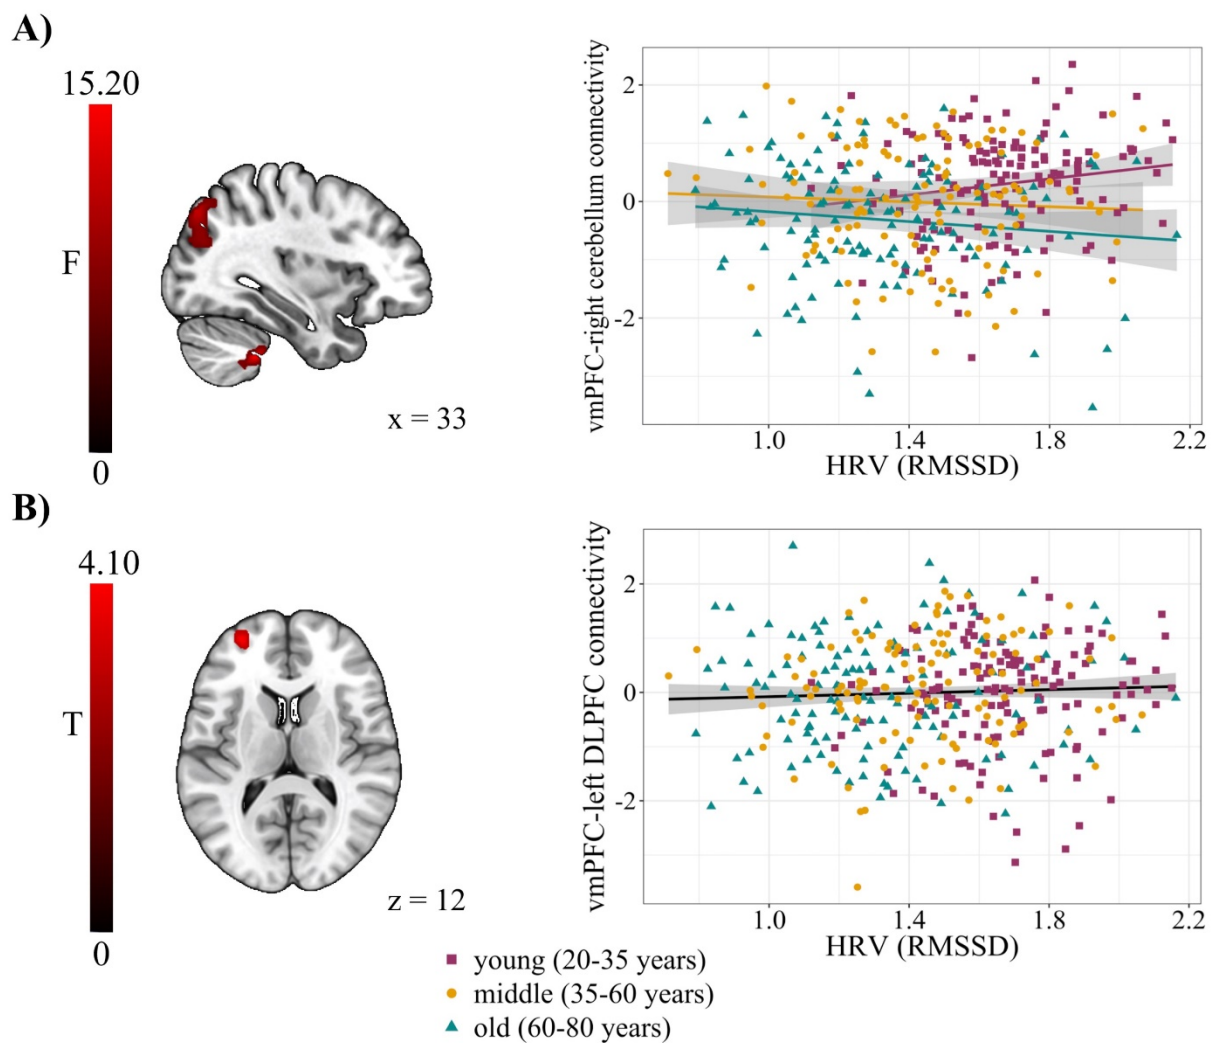 A)
15.20
F
0
x = 33
vmPFC-right cerebellum connectivity
2
0
-2
1.0 1.4 1.8 2.2
HRV (RMSSD)
B)
4.10
T
0
z = 12
vmPFC-left DLPFC connectivity
2
0
-2
1.0 1.4 1.8 2.2
HRV (RMSSD)
young (20-35 years)
middle (35-60 years)
old (60-80 years)